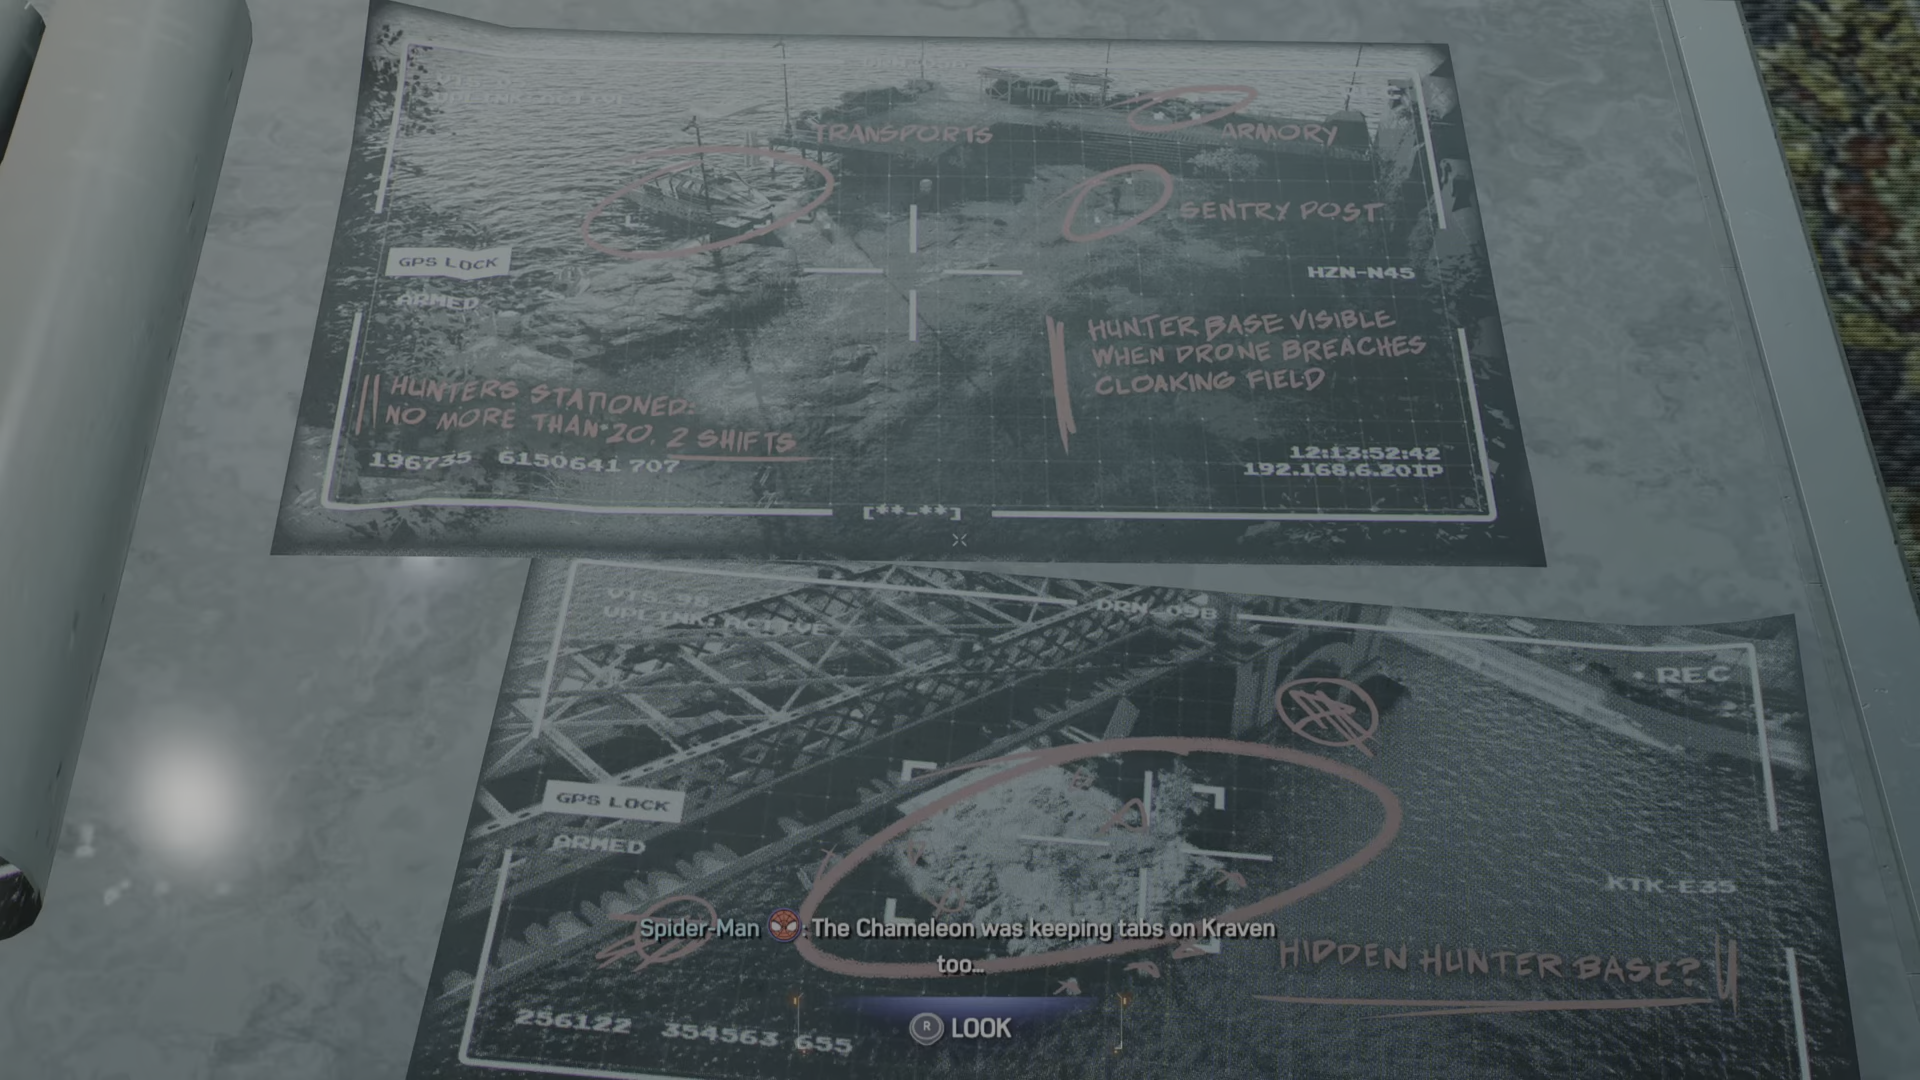 UPLINK: ACTIVE
TRANSPORTS
ARMORY
SENTRY POST
GPS LOCK
ARMED
HZN-N45
HUNTER BASE VISIBLE
WHEN DRONE BREACHES
CLOAKING FIELD
HUNTERS STATIONED:
NO MORE THAN 20, 2 SHIFTS
196735 6150641 707
12:13:52:42
192.168.6.20IP
[**-**]
UPLINK: ACTIVE
DRN_09B
REC
GPS LOCK
ARMED
KTK-E35
HIDDEN HUNTER BASE?
Spider-Man : The Chameleon was keeping tabs on Kraven
too...
256122 354563 655
R LOOK